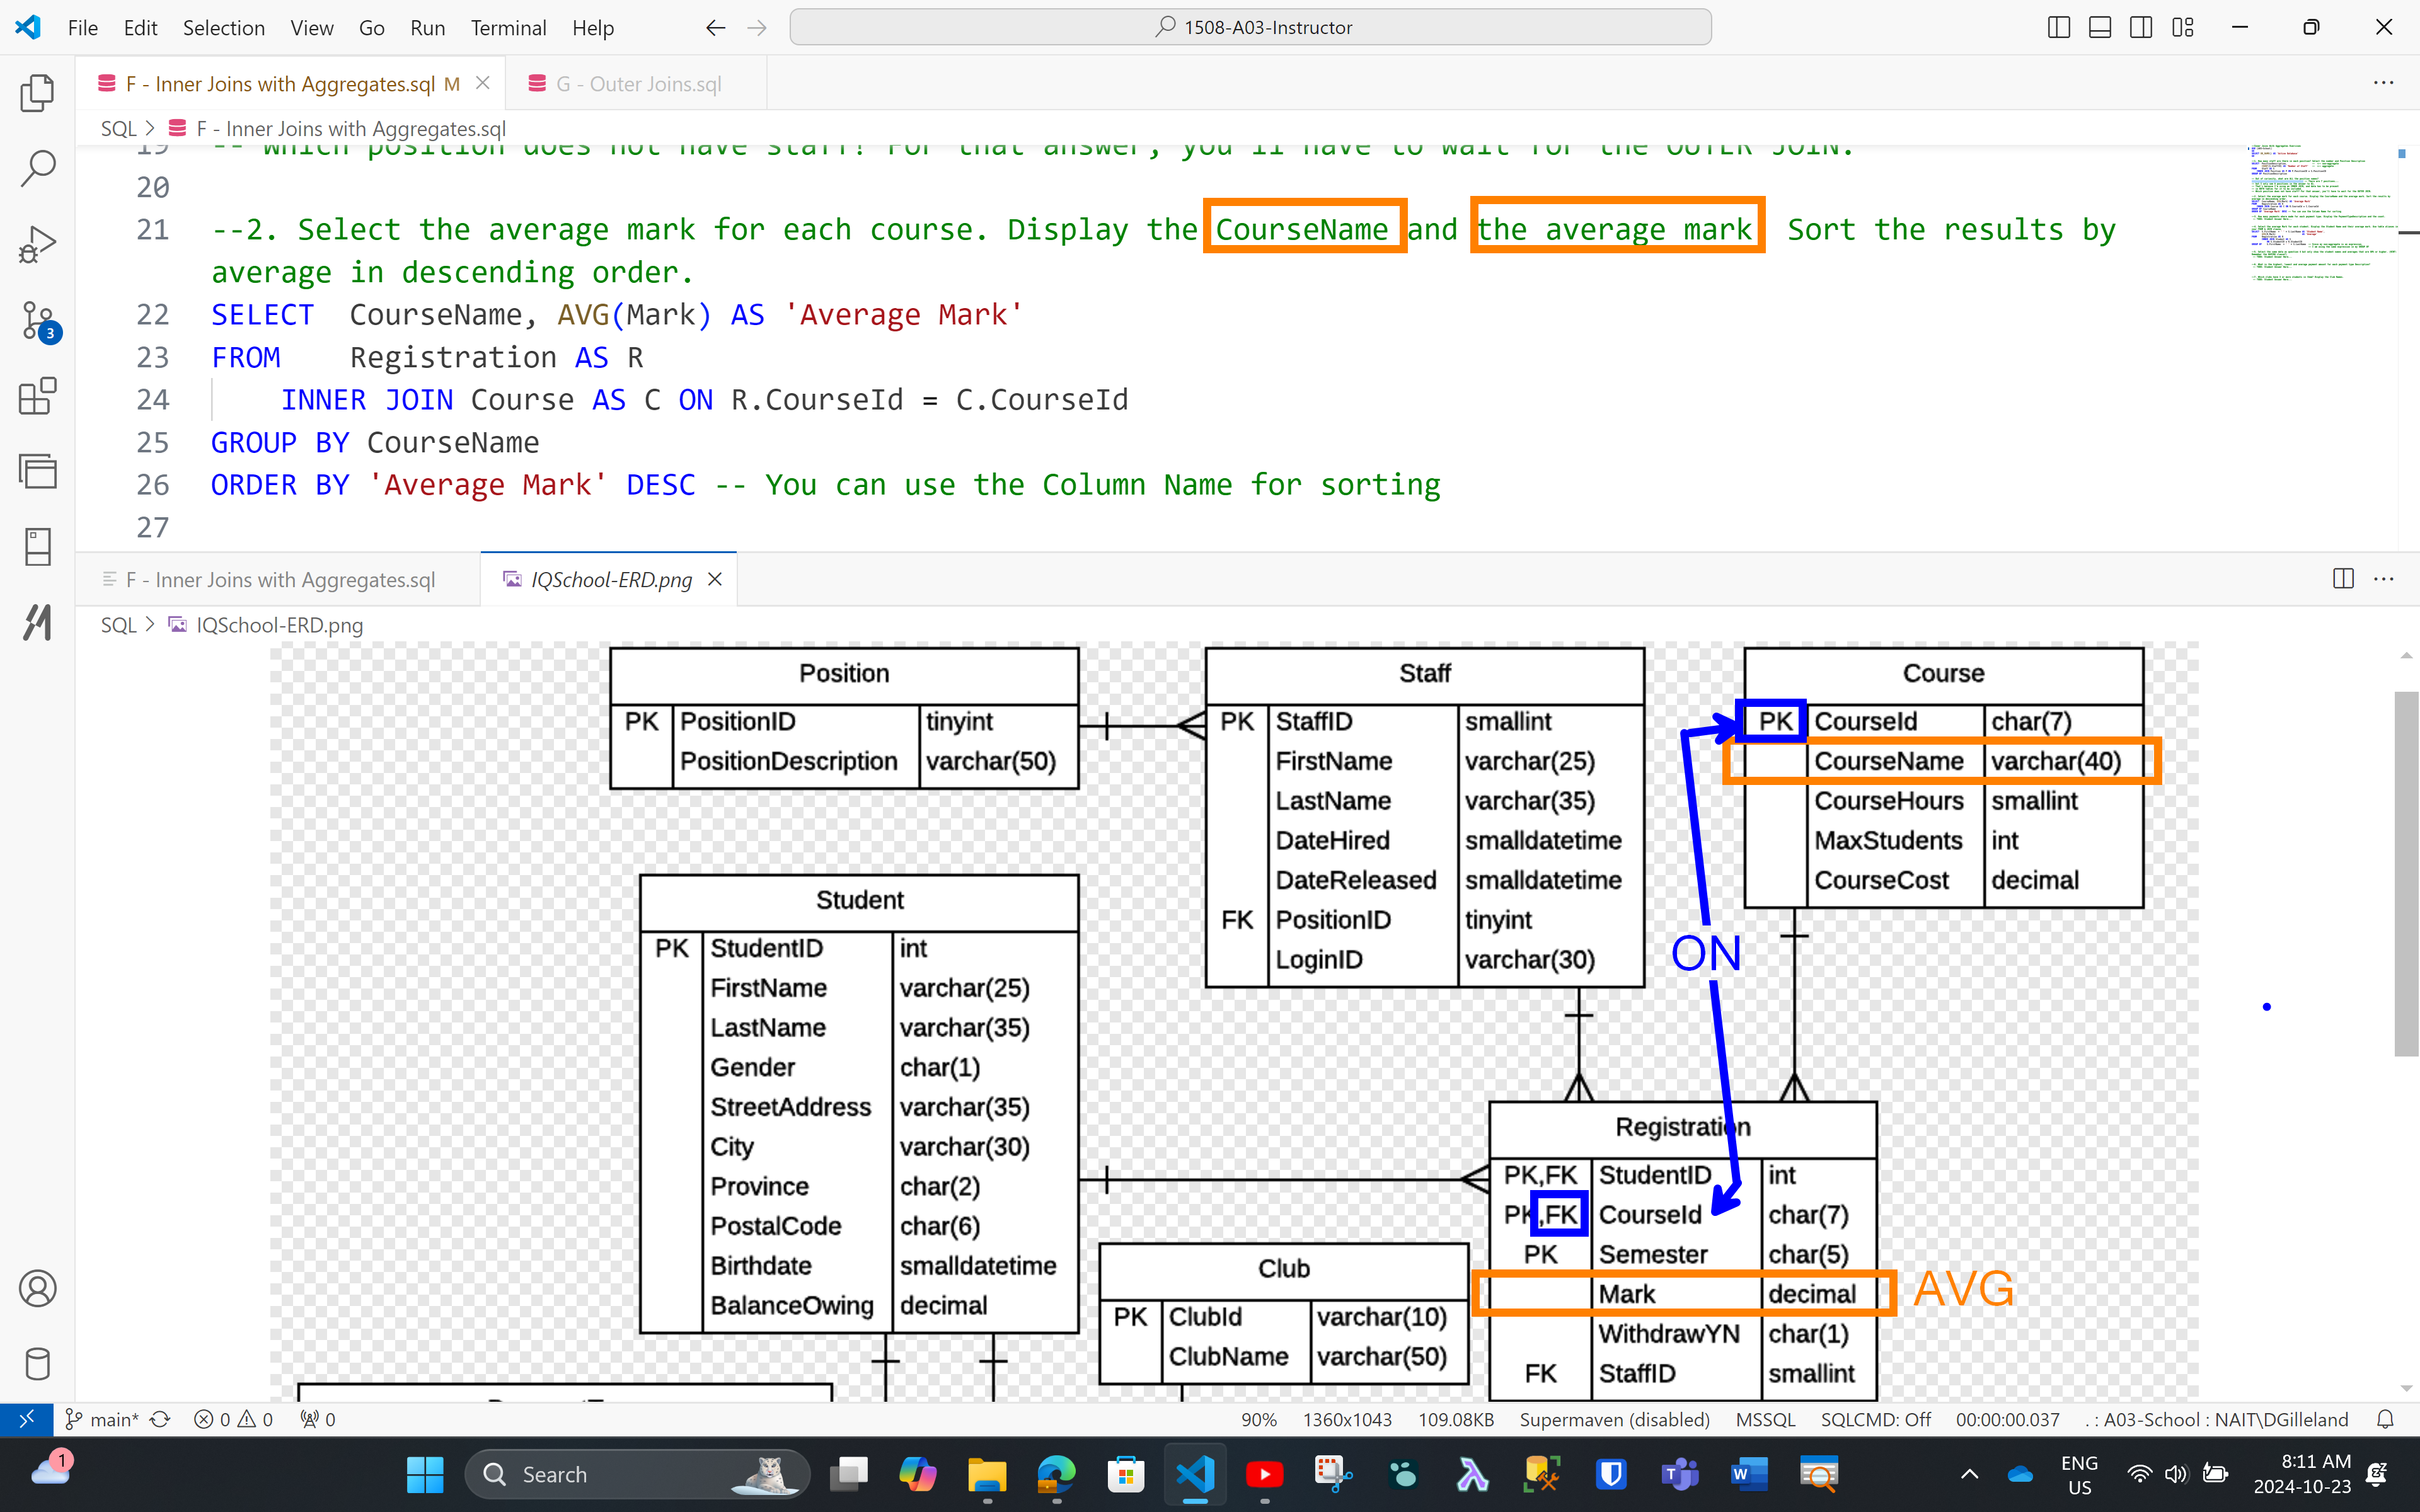 File Edit Selection View Go Run Terminal Help
1508-A03-Instructor
F - Inner Joins with Aggregates.sql M
G - Outer Joins.sql
SQL > F - Inner Joins with Aggregates.sql
19 -- Which position does not have staff? For that answer, you'll have to wait for the OUTER JOIN.
20
21 --2. Select the average mark for each course. Display the CourseName and the average mark Sort the results by
average in descending order.
22 SELECT CourseName, AVG(Mark) AS 'Average Mark'
23 FROM Registration AS R
24 INNER JOIN Course AS C ON R.CourseId = C.CourseId
25 GROUP BY CourseName
26 ORDER BY 'Average Mark' DESC -- You can use the Column Name for sorting
27
3
F - Inner Joins with Aggregates.sql
IQSchool-ERD.png
SQL > IQSchool-ERD.png
Position
PK PositionID tinyint
PositionDescription varchar(50)
Staff
PK StaffID smallint
FirstName varchar(25)
LastName varchar(35)
DateHired smalldatetime
DateReleased smalldatetime
FK PositionID tinyint
LoginID varchar(30)
Course
PK CourseId char(7)
CourseName varchar(40)
CourseHours smallint
MaxStudents int
CourseCost decimal
ON
Student
PK StudentID int
FirstName varchar(25)
LastName varchar(35)
Gender char(1)
StreetAddress varchar(35)
City varchar(30)
Province char(2)
PostalCode char(6)
Birthdate smalldatetime
BalanceOwing decimal
Club
PK ClubId varchar(10)
ClubName varchar(50)
Registration
PK,FK StudentID int
PK,FK CourseId char(7)
PK Semester char(5)
Mark decimal
WithdrawYN char(1)
FK StaffID smallint
AVG
main* 0 0 0
90% 1360x1043 109.08KB Supermaven (disabled) MSSQL SQLCMD: Off 00:00:00.037 . : A03-School : NAIT\DGilleland
1
Search
ENG
US
8:11 AM
2024-10-23